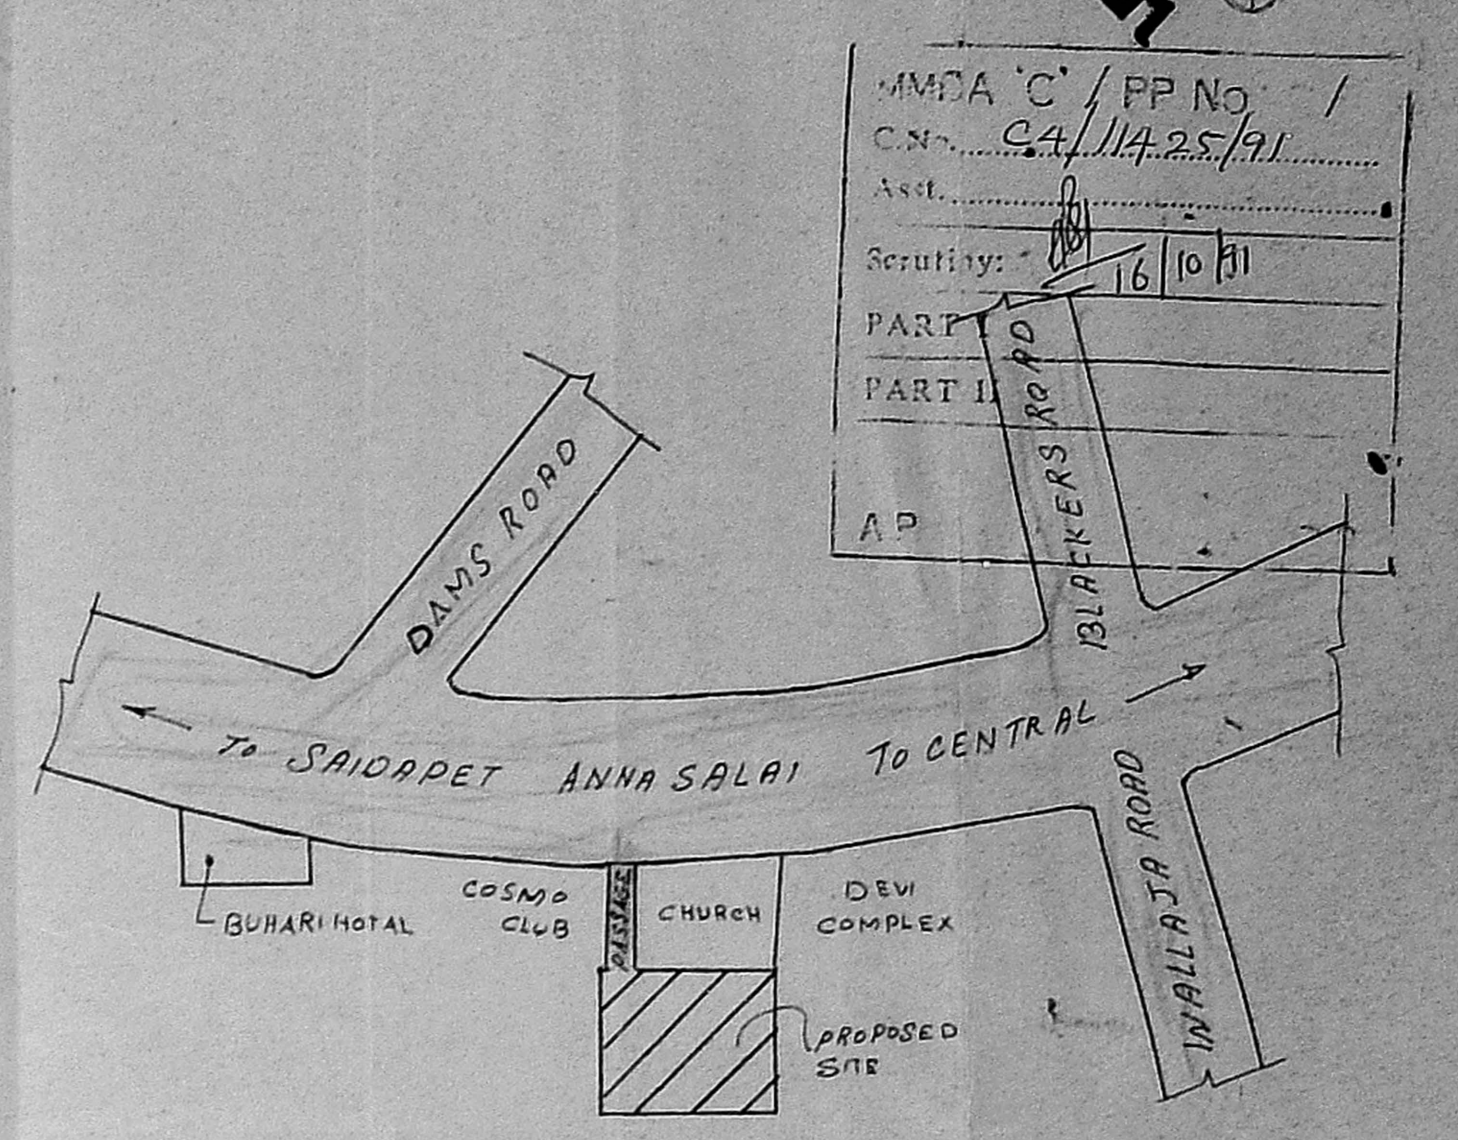 MMDA 'C' / PP No /
C.No. C4/11425/91
Asst.
Scrutiny: 16/10/91
PART I
PART II
AP
DAMS ROAD
BLACKERS ROAD
TO SAIDAPET ANNA SALAI TO CENTRAL
WALLAJA ROAD
BUHARI HOTAL
COSMO
CLUB
PASSAGE
CHURCH
DEVI
COMPLEX
PROPOSED
SITE